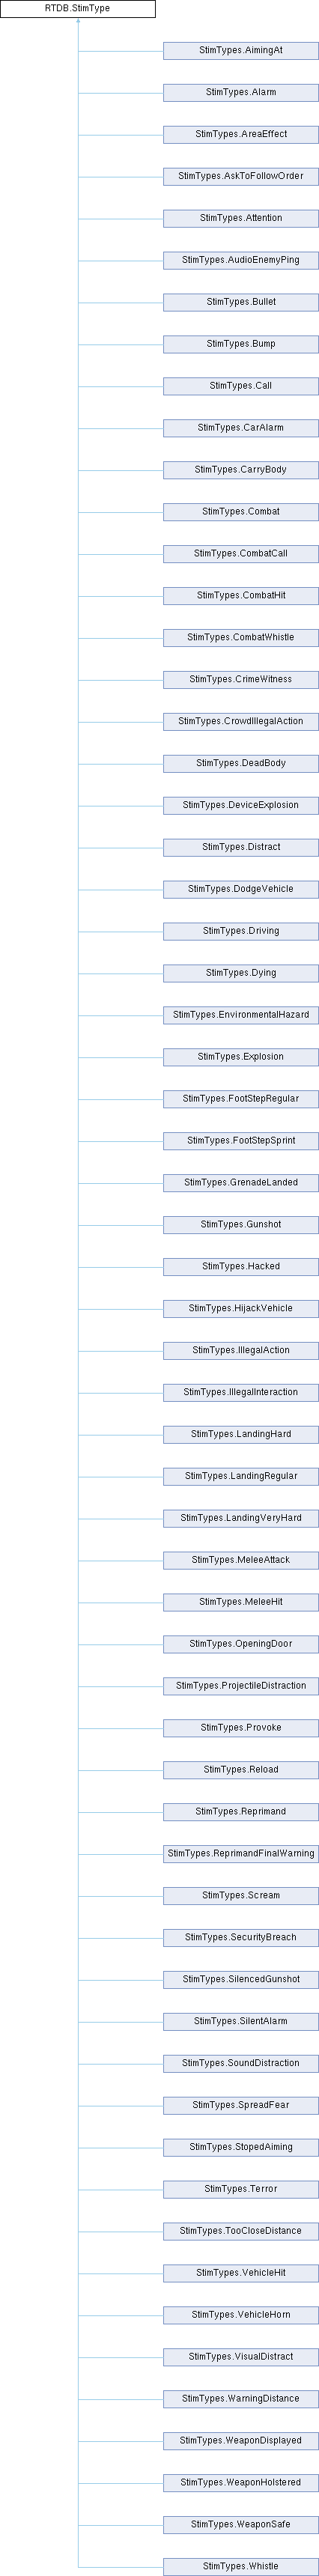 RTDB.StimType
StimTypes.AimingAt
StimTypes.Alarm
StimTypes.AreaEffect
StimTypes.AskToFollowOrder
StimTypes.Attention
StimTypes.AudioEnemyPing
StimTypes.Bullet
StimTypes.Bump
StimTypes.Call
StimTypes.CarAlarm
StimTypes.CarryBody
StimTypes.Combat
StimTypes.CombatCall
StimTypes.CombatHit
StimTypes.CombatWhistle
StimTypes.CrimeWitness
StimTypes.CrowdIllegalAction
StimTypes.DeadBody
StimTypes.DeviceExplosion
StimTypes.Distract
StimTypes.DodgeVehicle
StimTypes.Driving
StimTypes.Dying
StimTypes.EnvironmentalHazard
StimTypes.Explosion
StimTypes.FootStepRegular
StimTypes.FootStepSprint
StimTypes.GrenadeLanded
StimTypes.Gunshot
StimTypes.Hacked
StimTypes.HijackVehicle
StimTypes.IllegalAction
StimTypes.IllegalInteraction
StimTypes.LandingHard
StimTypes.LandingRegular
StimTypes.LandingVeryHard
StimTypes.MeleeAttack
StimTypes.MeleeHit
StimTypes.OpeningDoor
StimTypes.ProjectileDistraction
StimTypes.Provoke
StimTypes.Reload
StimTypes.Reprimand
StimTypes.ReprimandFinalWarning
StimTypes.Scream
StimTypes.SecurityBreach
StimTypes.SilencedGunshot
StimTypes.SilentAlarm
StimTypes.SoundDistraction
StimTypes.SpreadFear
StimTypes.StopedAiming
StimTypes.Terror
StimTypes.TooCloseDistance
StimTypes.VehicleHit
StimTypes.VehicleHorn
StimTypes.VisualDistract
StimTypes.WarningDistance
StimTypes.WeaponDisplayed
StimTypes.WeaponHolstered
StimTypes.WeaponSafe
StimTypes.Whistle